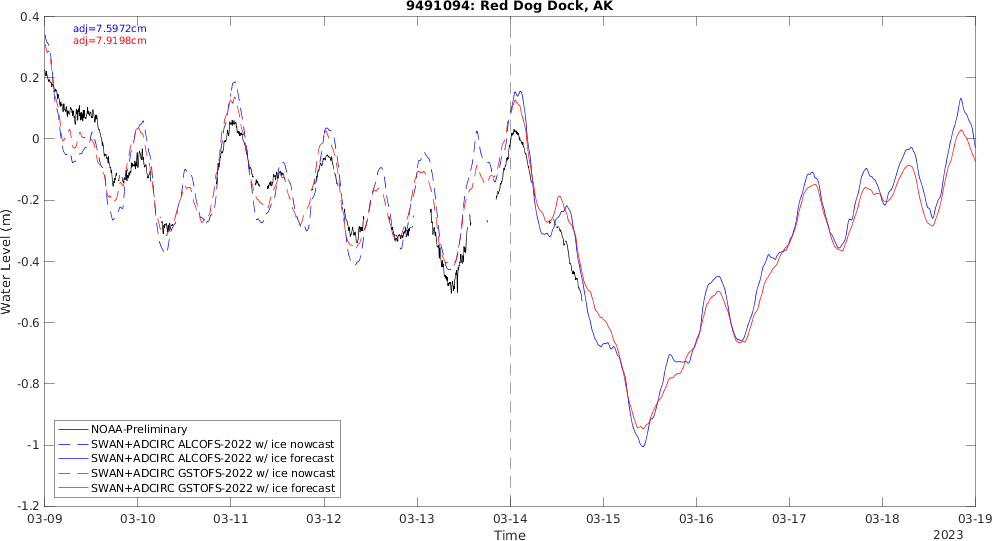 9491094: Red Dog Dock, AK
adj=7.5972cm
adj=7.9198cm
Water Level (m)
0.4
0.2
0
-0.2
-0.4
-0.6
-0.8
-1
-1.2
NOAA-Preliminary
SWAN+ADCIRC ALCOFS-2022 w/ ice nowcast
SWAN+ADCIRC ALCOFS-2022 w/ ice forecast
SWAN+ADCIRC GSTOFS-2022 w/ ice nowcast
SWAN+ADCIRC GSTOFS-2022 w/ ice forecast
03-09 03-10 03-11 03-12 03-13 03-14 03-15 03-16 03-17 03-18 03-19
Time
2023